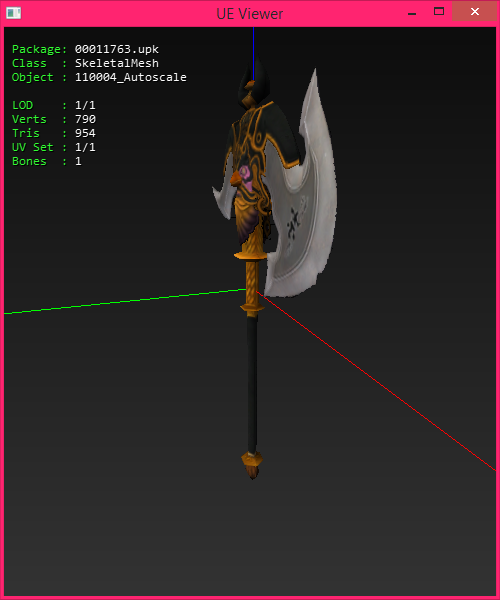 UE Viewer
Package: 00011763.upk
Class  : SkeletalMesh
Object : 110004_Autoscale
LOD    : 1/1
Verts  : 790
Tris   : 954
UV Set : 1/1
Bones  : 1